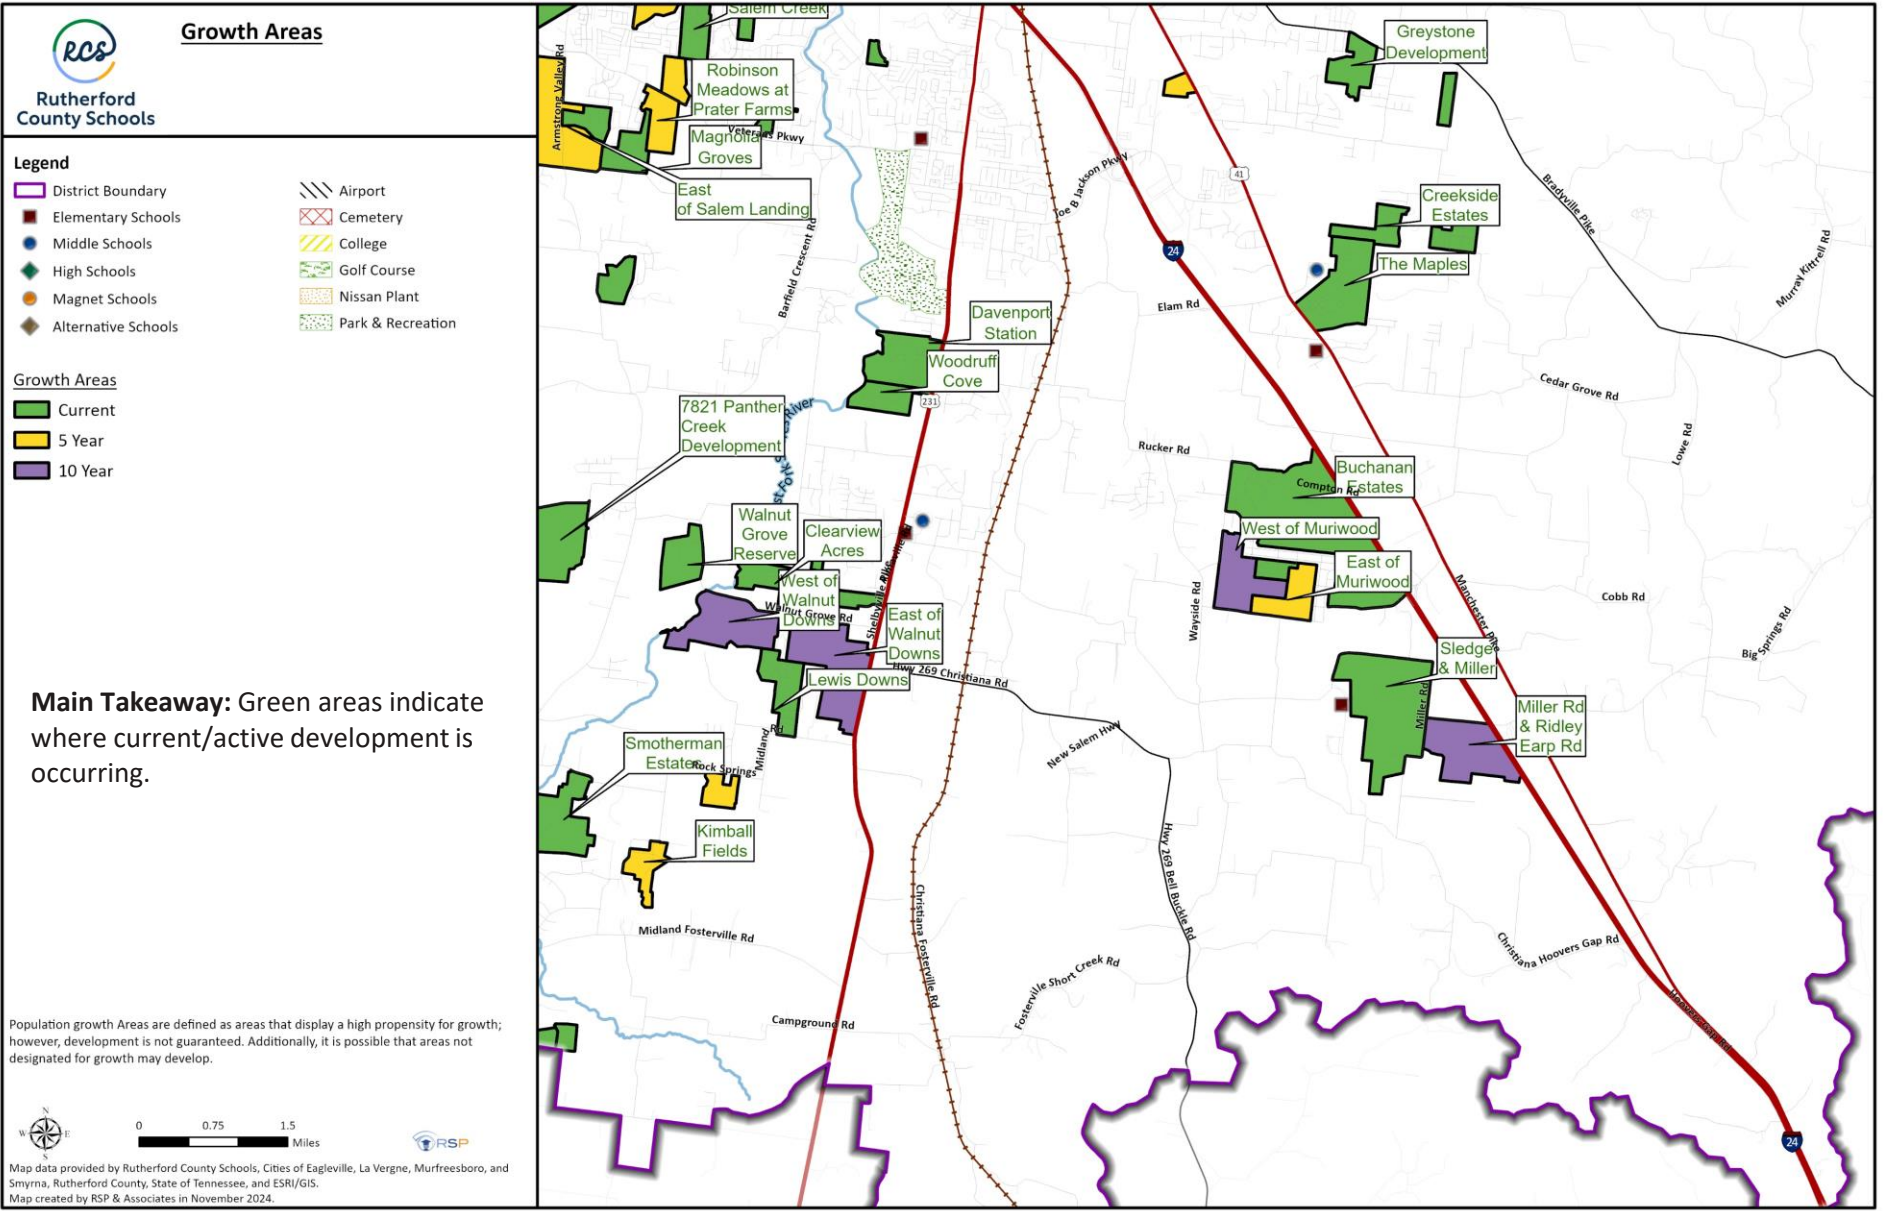 RCS
Rutherford
County Schools
Growth Areas
Legend
District Boundary
Elementary Schools
Middle Schools
High Schools
Magnet Schools
Alternative Schools
Airport
Cemetery
College
Golf Course
Nissan Plant
Park & Recreation
Growth Areas
Current
5 Year
10 Year
Main Takeaway: Green areas indicate
where current/active development is
occurring.
Population growth Areas are defined as areas that display a high propensity for growth;
however, development is not guaranteed. Additionally, it is possible that areas not
designated for growth may develop.
N
W E
S
0 0.75 1.5
Miles
RSP
Map data provided by Rutherford County Schools, Cities of Eagleville, La Vergne, Murfreesboro, and
Smyrna, Rutherford County, State of Tennessee, and ESRI/GIS.
Map created by RSP & Associates in November 2024.
Salem Creek
Armstrong Valley Rd
Robinson
Meadows at
Prater Farms
Veterans Pkwy
Magnolia
Groves
East
of Salem Landing
Barfield Crescent Rd
Greystone
Development
41
Joe B Jackson Pkwy
Bradyville Pike
Creekside
Estates
The Maples
24
Murray Kittrell Rd
Elam Rd
Davenport
Station
Woodruff
Cove
231
Cedar Grove Rd
7821 Panther
Creek
Development
River
Rucker Rd
Lowe Rd
Buchanan
Estates
Compton Rd
West of Muriwood
East of
Muriwood
Walnut
Grove
Reserve
Clearview
Acres
West of
Walnut
Downs
Walnut Grove Rd
Shelbyville Pike
East of
Walnut
Downs
Wayside Rd
Manchester Pike
Cobb Rd
Big Springs Rd
Sledge
& Miller
Hwy 269 Christiana Rd
Lewis Downs
Miller Rd
Miller Rd
& Ridley
Earp Rd
New Salem Hwy
Midland Rd
Smotherman
Estates
Rock Springs
Kimball
Fields
Hwy 269 Bell Buckle Rd
Christiana Fosterville Rd
Midland Fosterville Rd
Christiana Hoovers Gap Rd
Fosterville Short Creek Rd
Campground Rd
Hoovers Gap Rd
24